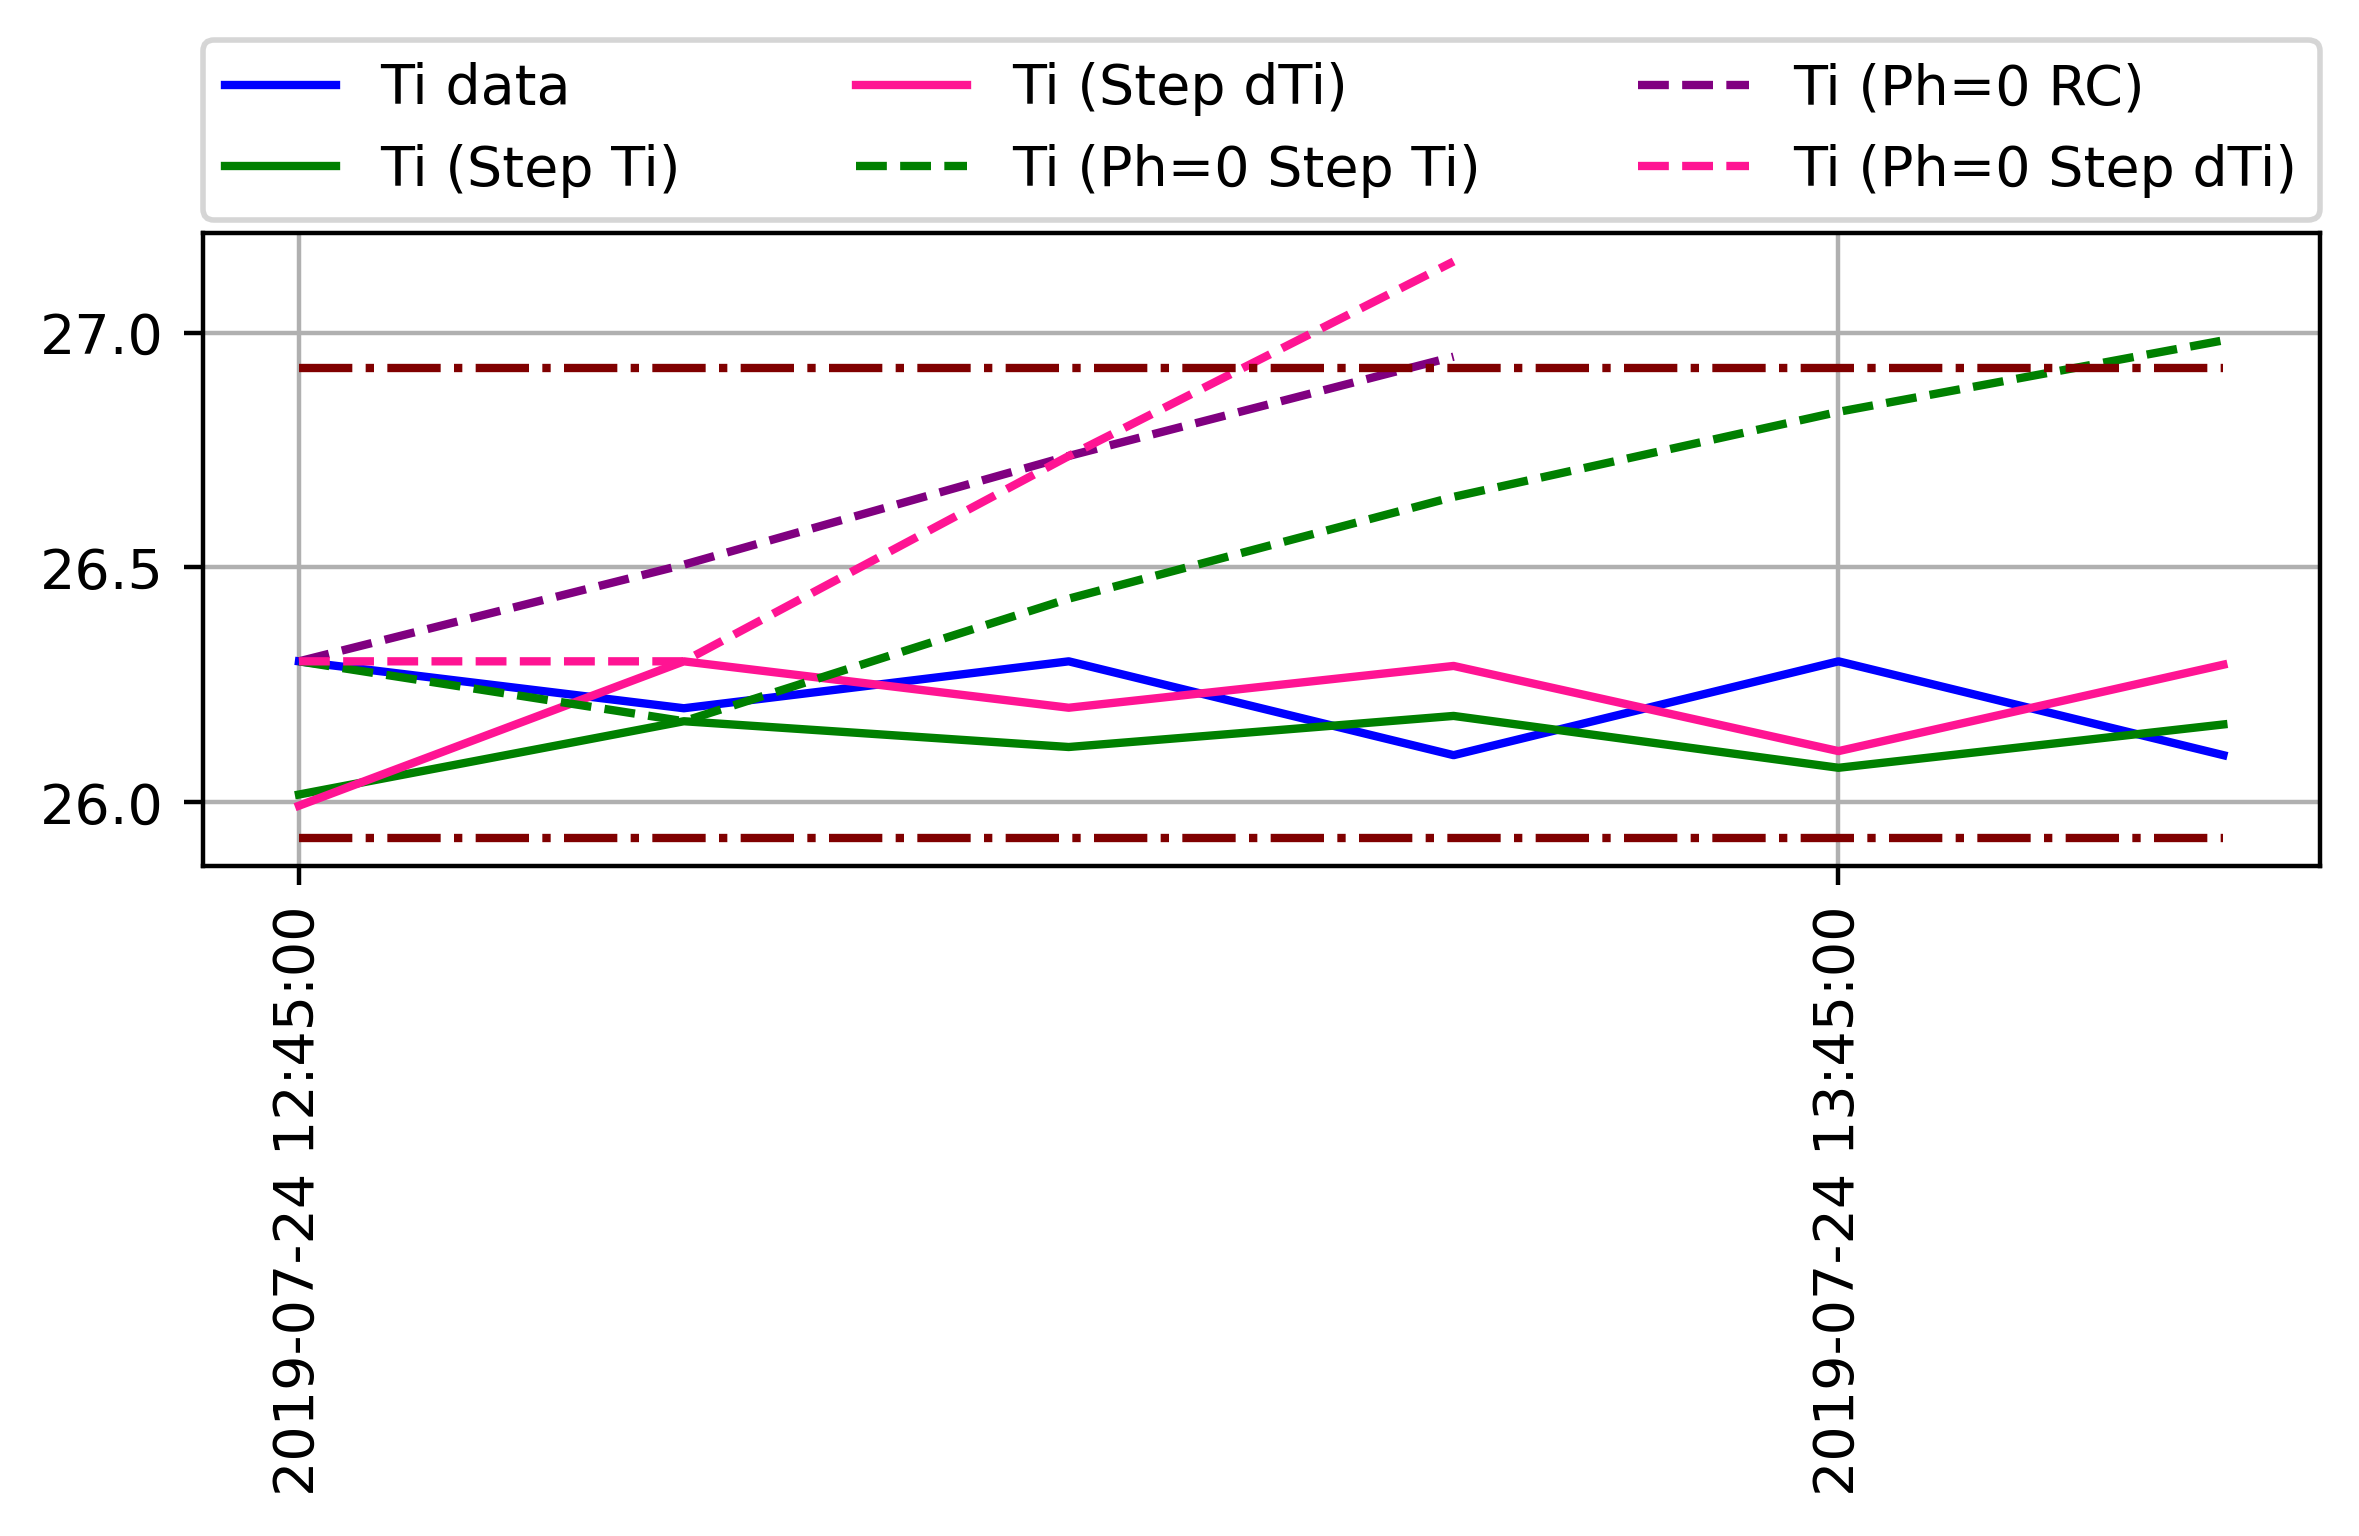 Ti data
Ti (Step Ti)
Ti (Step dTi)
Ti (Ph=0 Step Ti)
Ti (Ph=0 RC)
Ti (Ph=0 Step dTi)
27.0
26.5
26.0
2019-07-24 12:45:00
2019-07-24 13:45:00